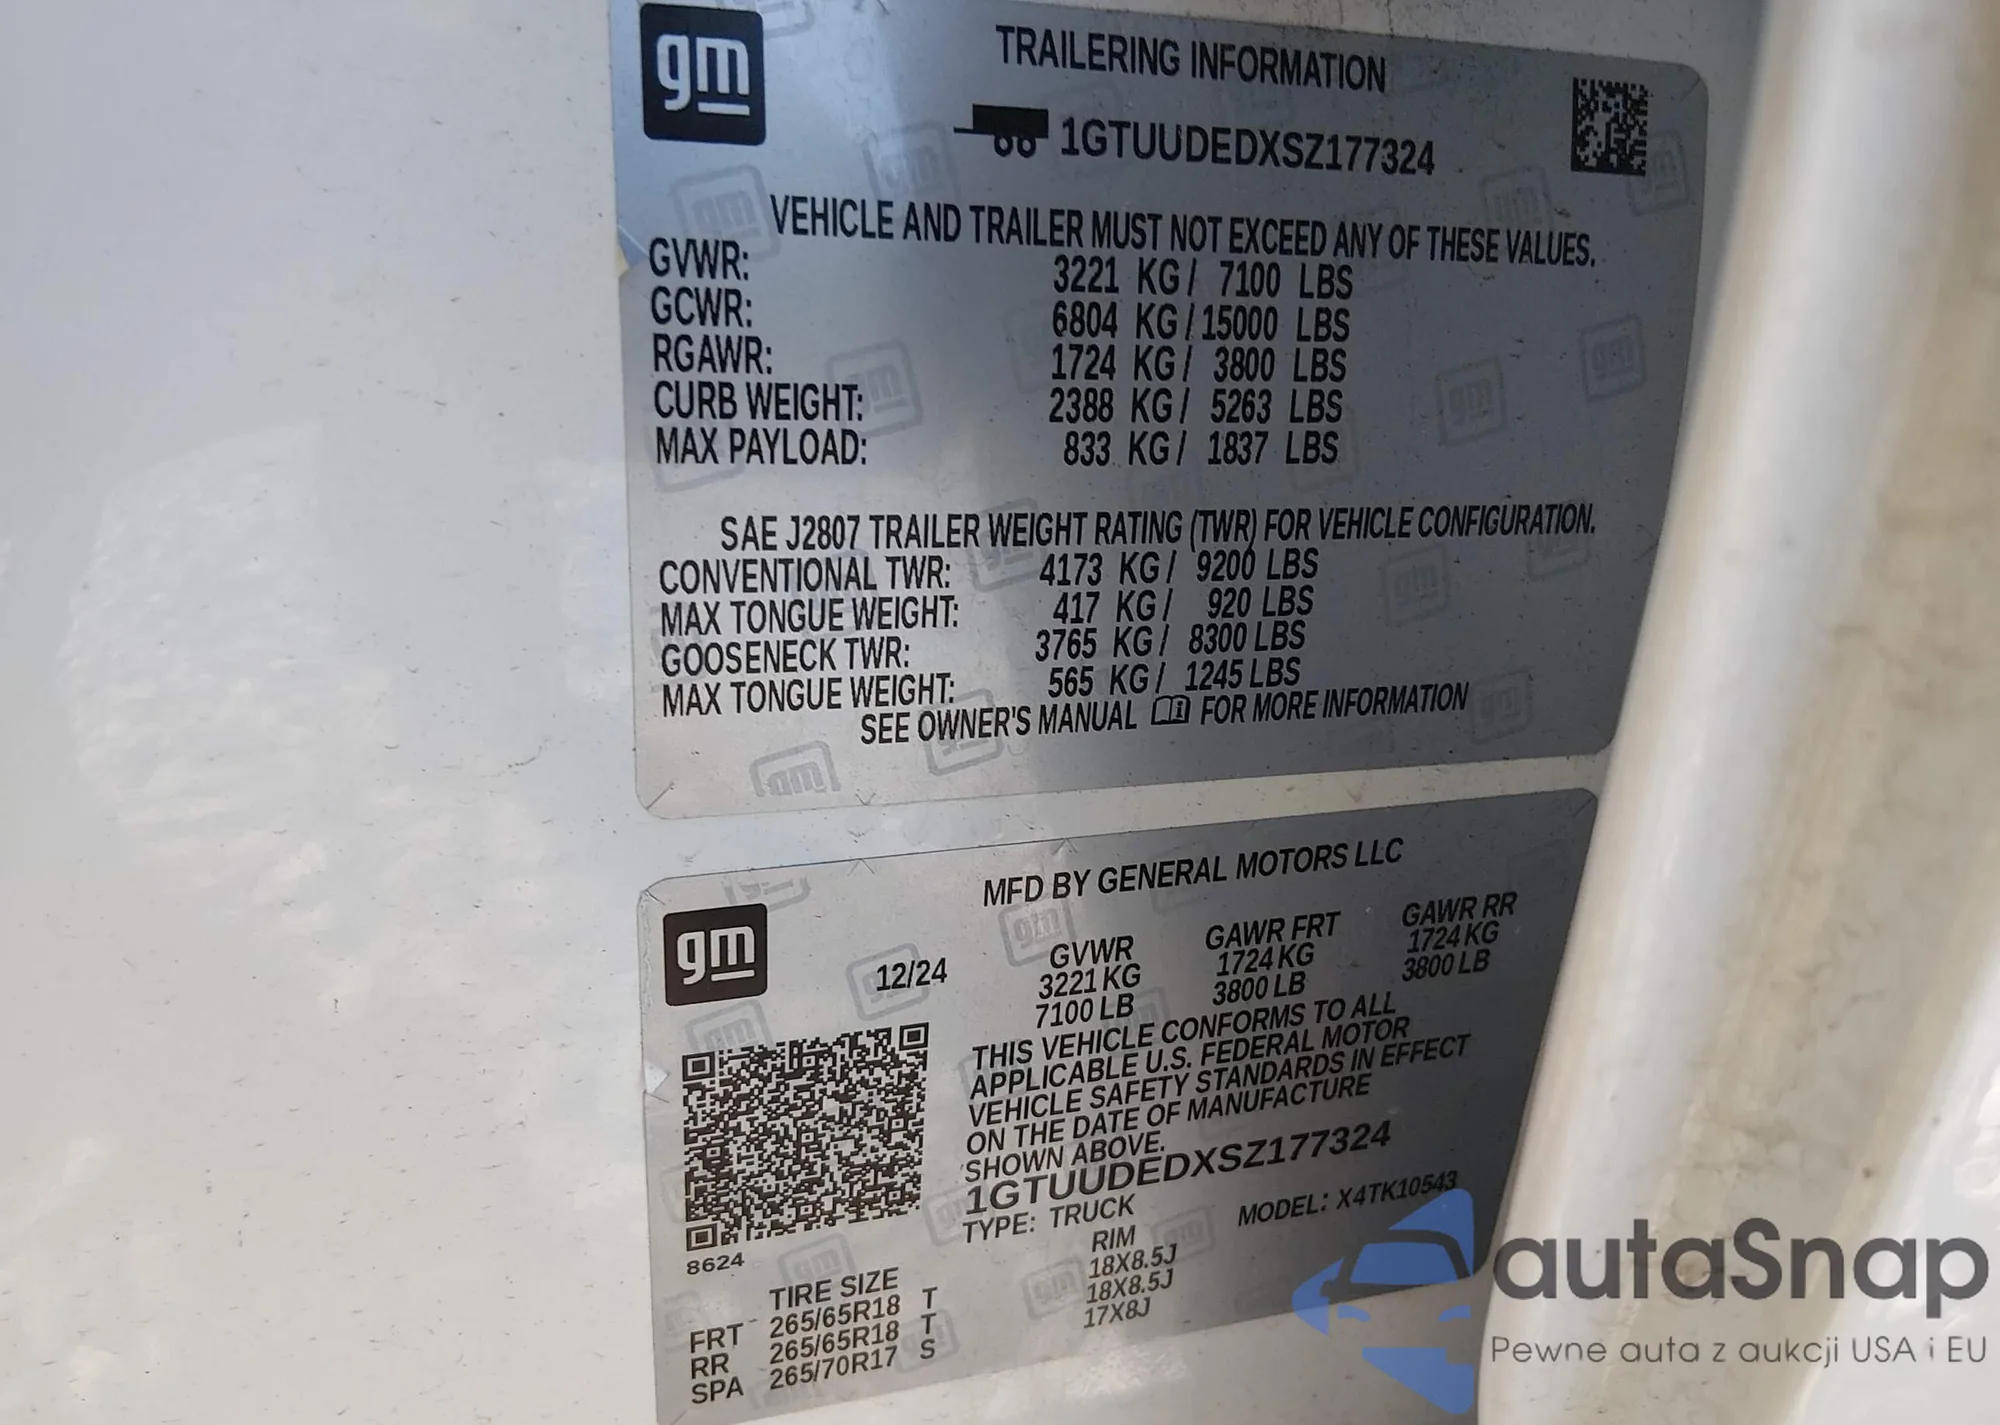 gm
TRAILERING INFORMATION
1GTUUDEDXSZ177324
VEHICLE AND TRAILER MUST NOT EXCEED ANY OF THESE VALUES.
GVWR: 3221 KG / 7100 LBS
GCWR: 6804 KG / 15000 LBS
RGAWR: 1724 KG / 3800 LBS
CURB WEIGHT: 2388 KG / 5263 LBS
MAX PAYLOAD: 833 KG / 1837 LBS
SAE J2807 TRAILER WEIGHT RATING (TWR) FOR VEHICLE CONFIGURATION.
CONVENTIONAL TWR: 4173 KG / 9200 LBS
MAX TONGUE WEIGHT: 417 KG / 920 LBS
GOOSENECK TWR: 3765 KG / 8300 LBS
MAX TONGUE WEIGHT: 565 KG / 1245 LBS
SEE OWNER'S MANUAL FOR MORE INFORMATION
MFD BY GENERAL MOTORS LLC
gm
12/24
GVWR GAWR FRT GAWR RR
3221 KG 1724 KG 1724 KG
7100 LB 3800 LB 3800 LB
THIS VEHICLE CONFORMS TO ALL
APPLICABLE U.S. FEDERAL MOTOR
VEHICLE SAFETY STANDARDS IN EFFECT
ON THE DATE OF MANUFACTURE
SHOWN ABOVE.
1GTUUDEDXSZ177324
TYPE: TRUCK MODEL: X4TK10543
8624
TIRE SIZE RIM
FRT 265/65R18 T 18X8.5J
RR 265/65R18 T 18X8.5J
SPA 265/70R17 S 17X8J
autaSnap
Pewne auta z aukcji USA i EU